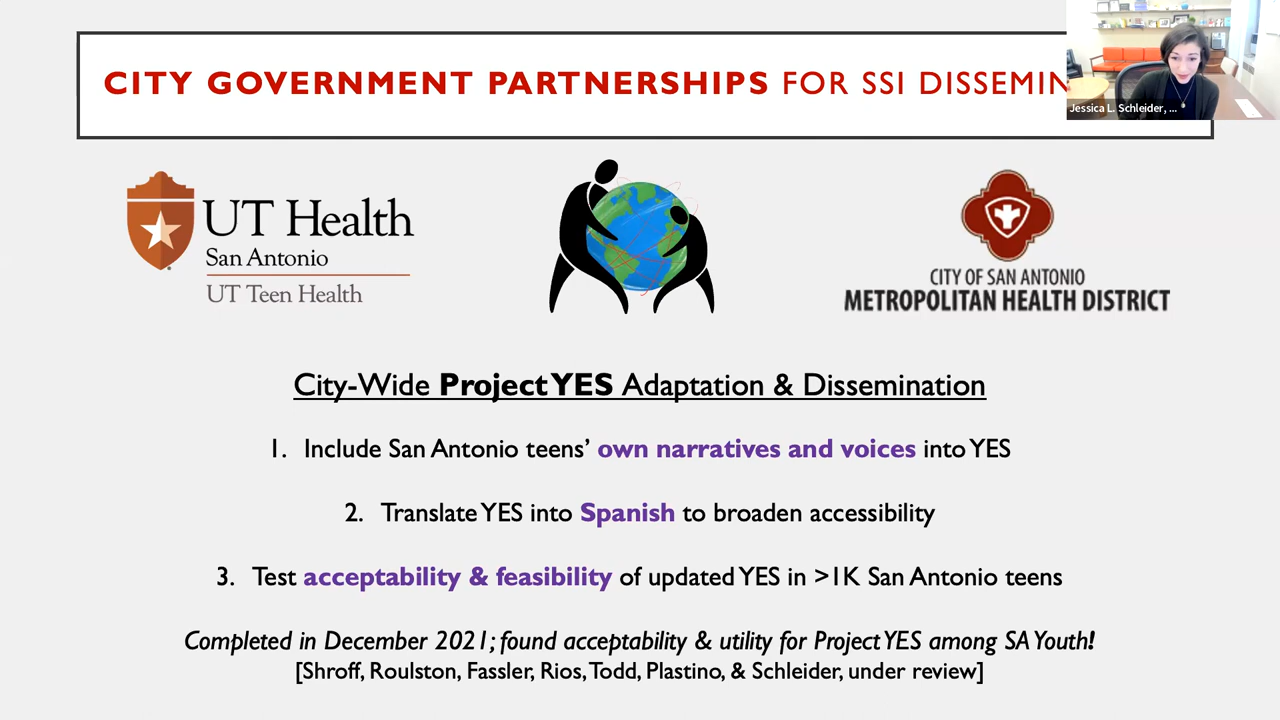 CITY GOVERNMENT PARTNERSHIPS FOR SSI DISSEMIN
Jessica L. Schleider, ...
UT Health
San Antonio
UT Teen Health
CITY OF SAN ANTONIO
METROPOLITAN HEALTH DISTRICT
City-Wide Project YES Adaptation & Dissemination
1. Include San Antonio teens’ own narratives and voices into YES
2. Translate YES into Spanish to broaden accessibility
3. Test acceptability & feasibility of updated YES in >1K San Antonio teens
Completed in December 2021; found acceptability & utility for Project YES among SA Youth!
[Shroff, Roulston, Fassler, Rios, Todd, Plastino, & Schleider, under review]